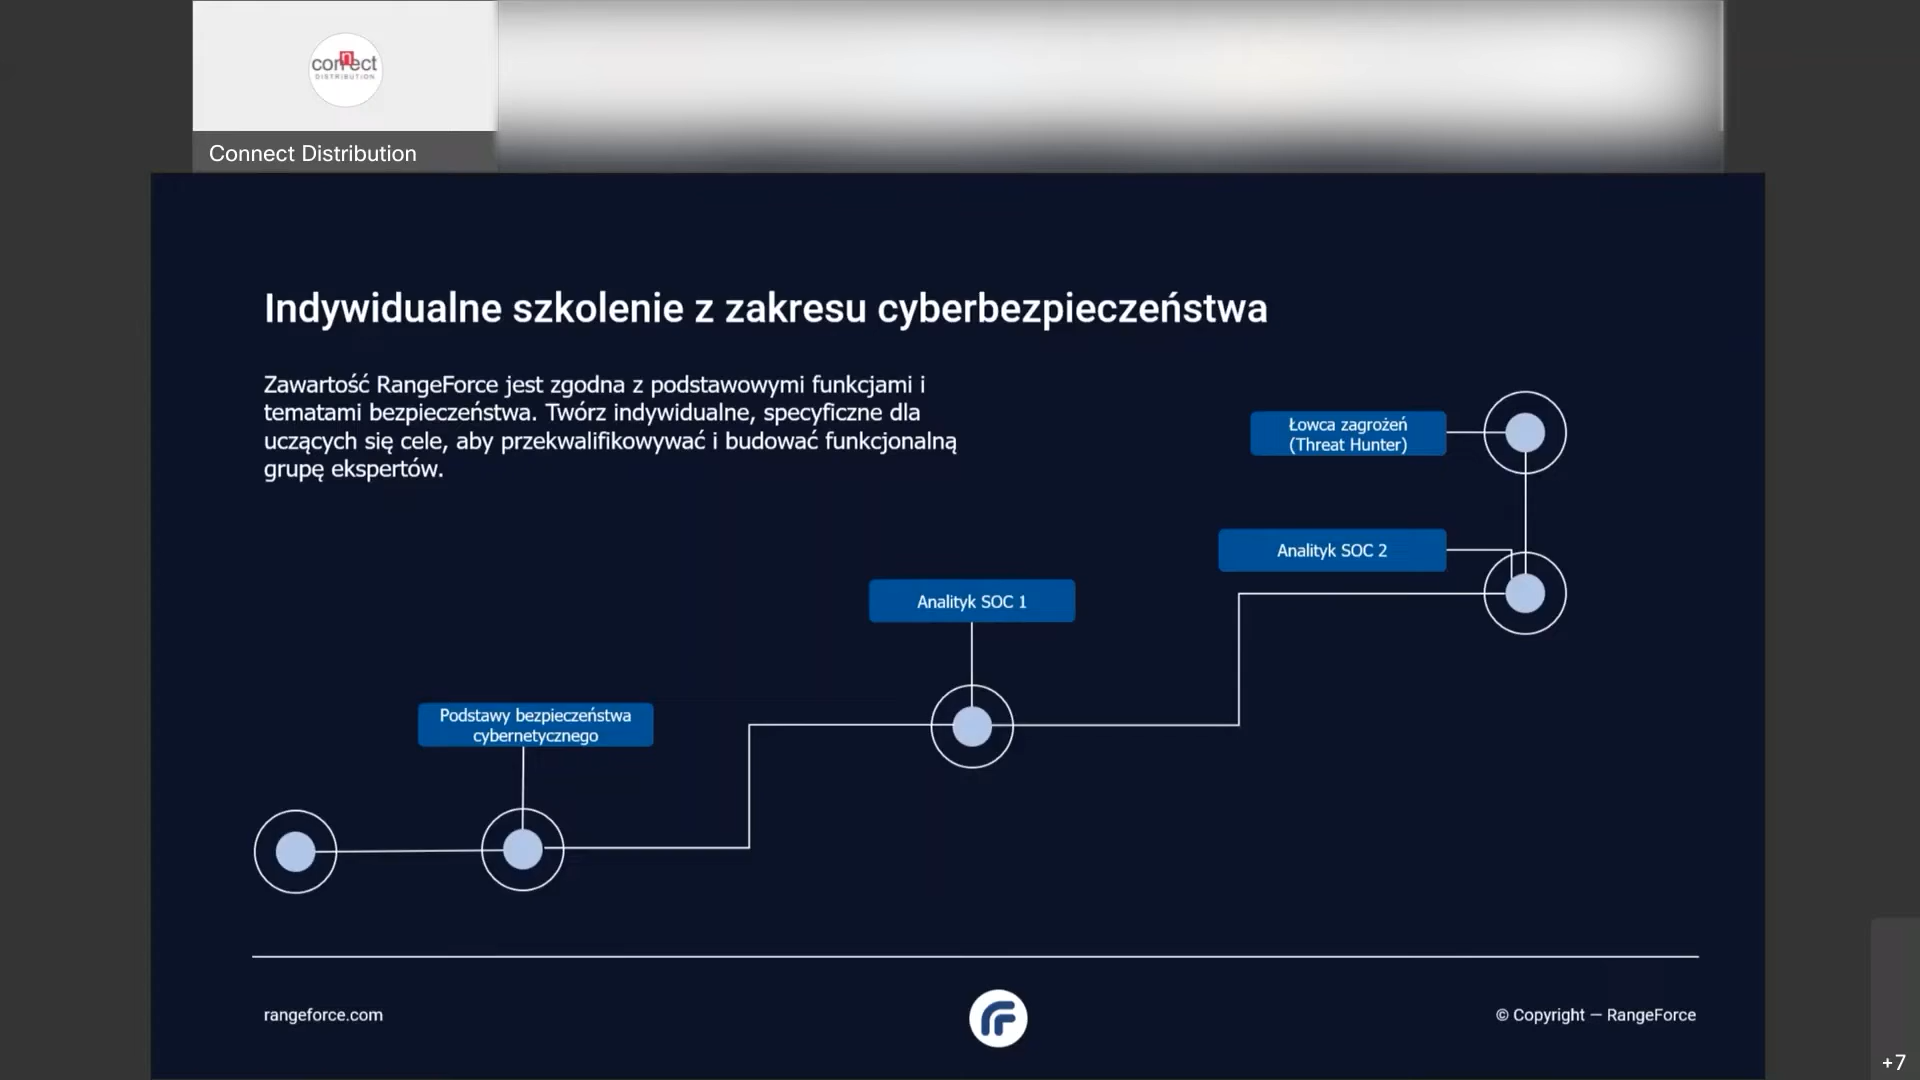 connect
DISTRIBUTION
Connect Distribution
Indywidualne szkolenie z zakresu cyberbezpieczeństwa
Zawartość RangeForce jest zgodna z podstawowymi funkcjami i
tematami bezpieczeństwa. Twórz indywidualne, specyficzne dla
uczących się cele, aby przekwalifikowywać i budować funkcjonalną
grupę ekspertów.
Łowca zagrożeń
(Threat Hunter)
Analityk SOC 2
Analityk SOC 1
Podstawy bezpieczeństwa
cybernetycznego
rangeforce.com
© Copyright — RangeForce
+7